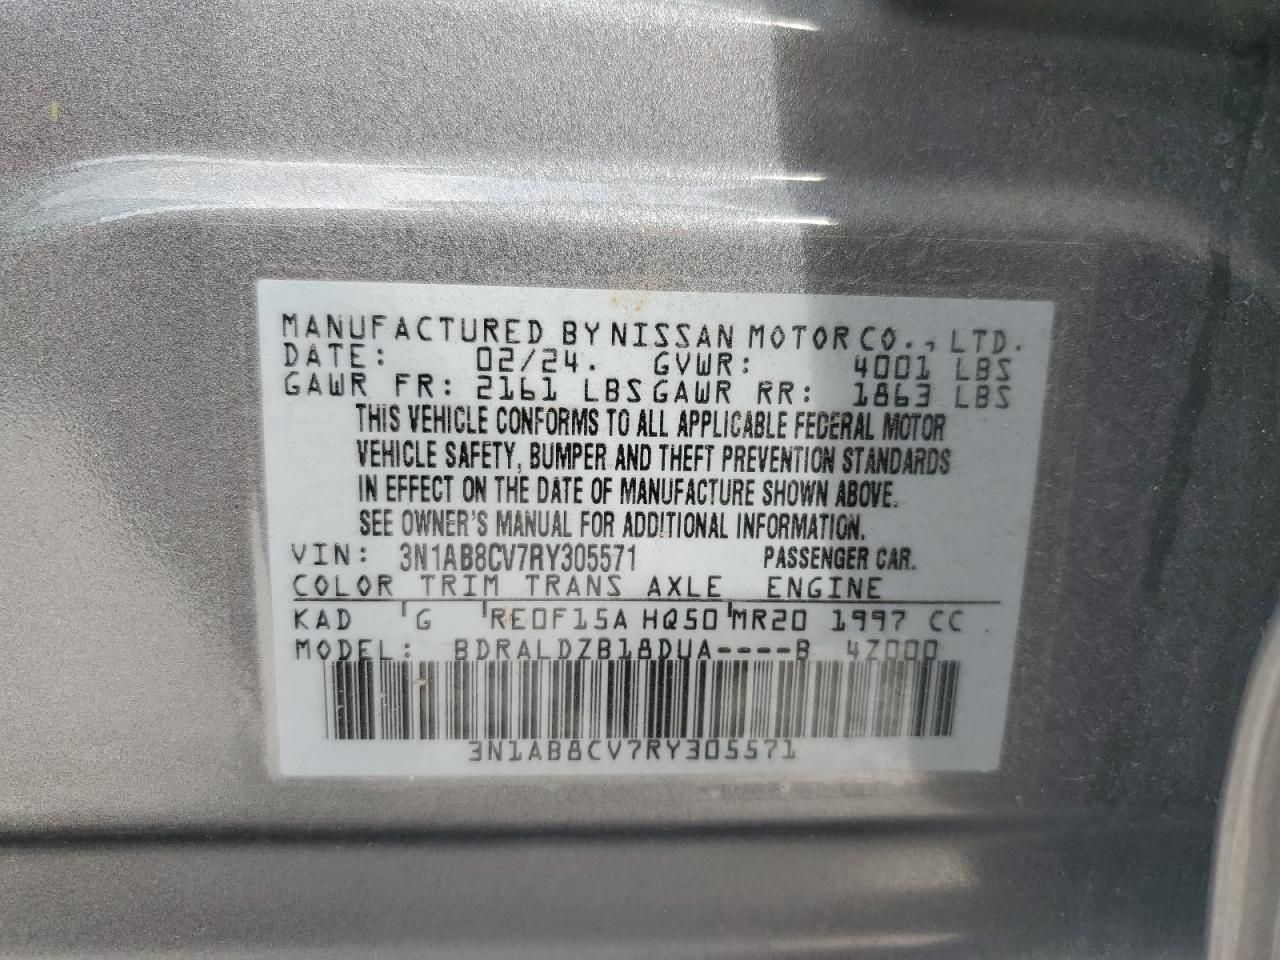 MANUFACTURED BY NISSAN MOTOR CO., LTD.
DATE: 02/24. GVWR: 4001 LBS
GAWR FR: 2161 LBS GAWR RR: 1863 LBS
THIS VEHICLE CONFORMS TO ALL APPLICABLE FEDERAL MOTOR
VEHICLE SAFETY, BUMPER AND THEFT PREVENTION STANDARDS
IN EFFECT ON THE DATE OF MANUFACTURE SHOWN ABOVE.
SEE OWNER'S MANUAL FOR ADDITIONAL INFORMATION.
VIN: 3N1AB8CV7RY305571 PASSENGER CAR.
COLOR TRIM TRANS AXLE ENGINE
KAD G RE0F15A HQ50 MR20 1997 CC
MODEL: BDRALDZB18DUA----B 4Z000
3N1AB8CV7RY305571